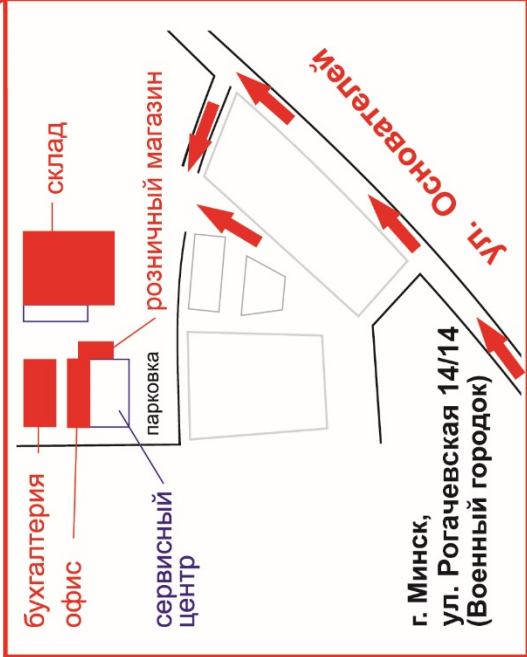 бухгалтерия
офис
сервисный
центр
парковка
розничный магазин
склад
ул. Основателей
г. Минск,
ул. Рогачевская 14/14
(Военный городок)